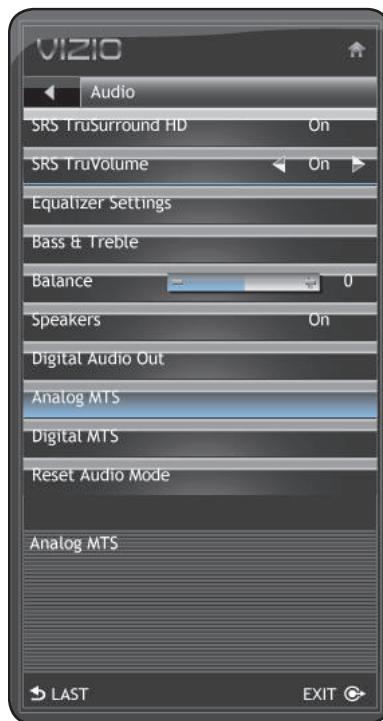 VIZIO
Audio
SRS TruSurround HD On
SRS TruVolume On
Equalizer Settings
Bass & Treble
Balance 0
Speakers On
Digital Audio Out
Analog MTS
Digital MTS
Reset Audio Mode
Analog MTS
LAST EXIT